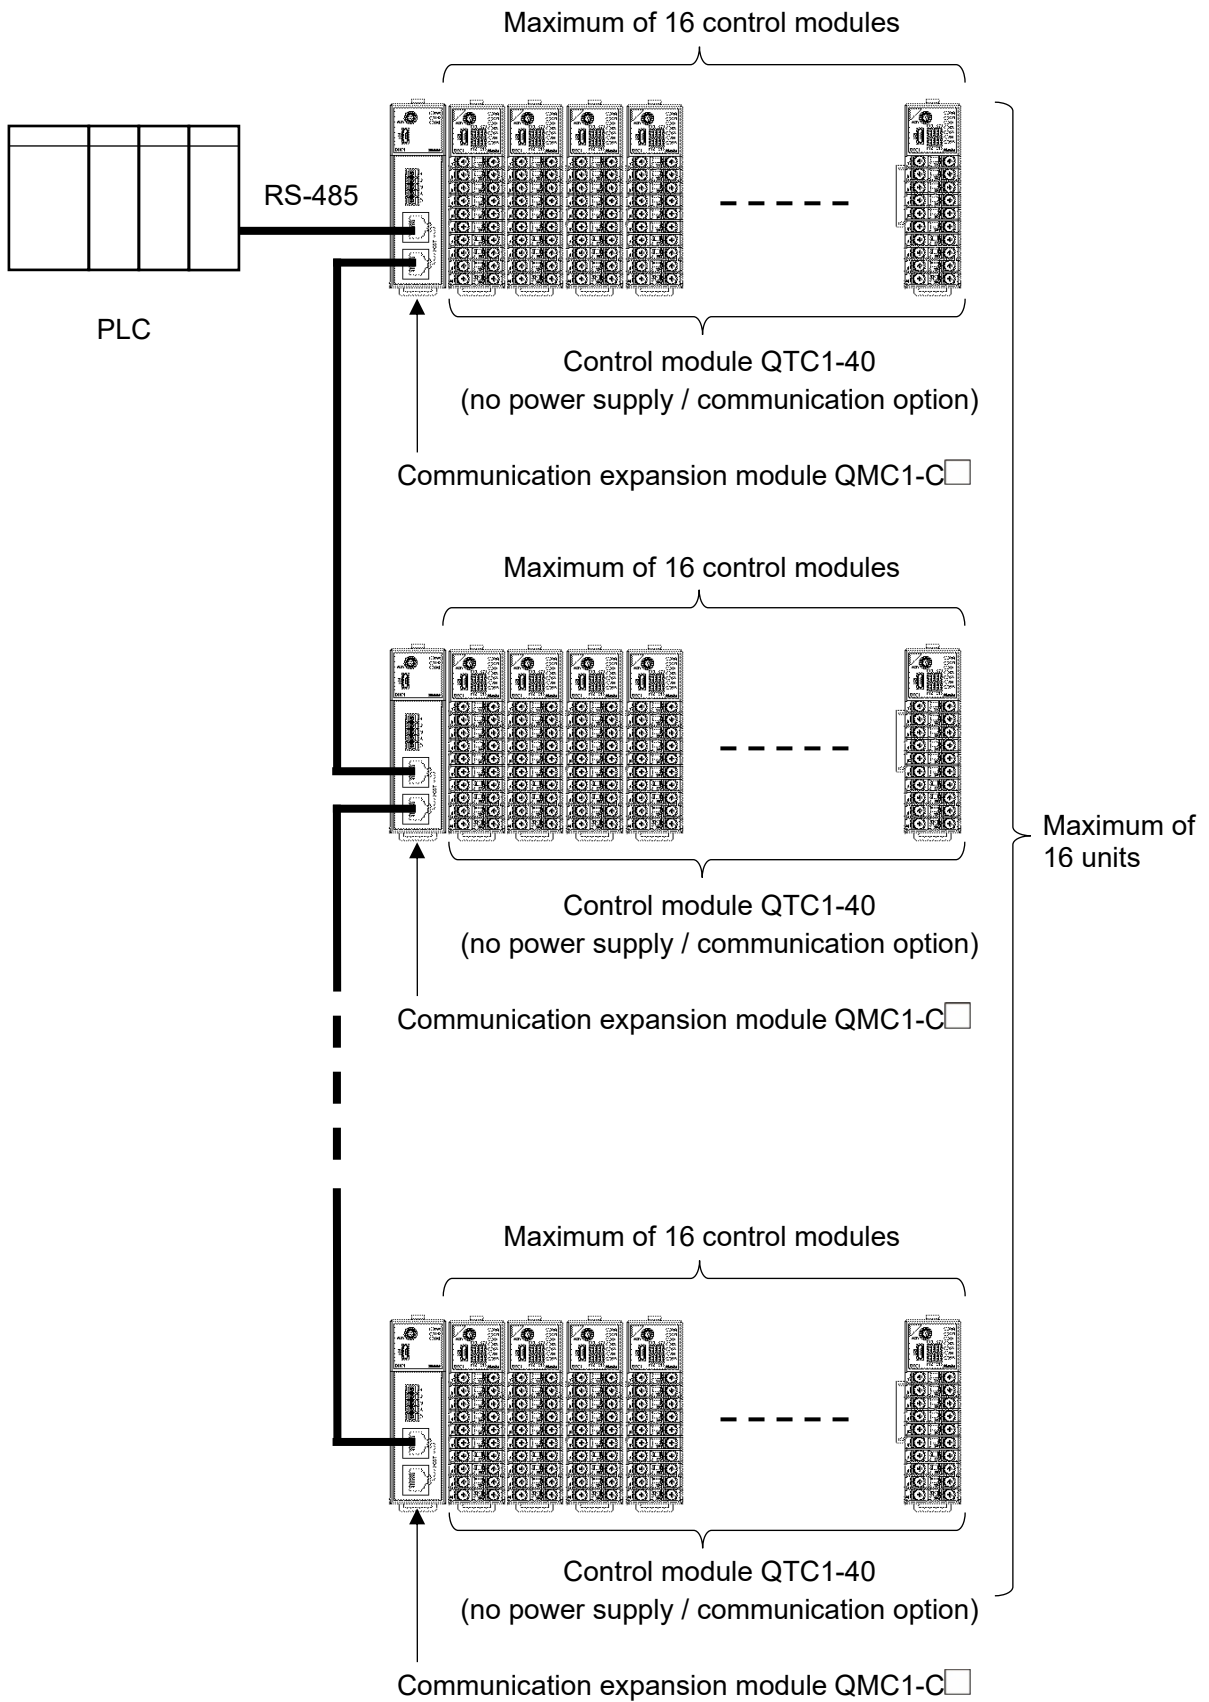 Maximum of 16 control modules
RS-485
PLC
Control module QTC1-40
(no power supply / communication option)
Communication expansion module QMC1-C□
Maximum of 16 control modules
Maximum of
16 units
Control module QTC1-40
(no power supply / communication option)
Communication expansion module QMC1-C□
Maximum of 16 control modules
Control module QTC1-40
(no power supply / communication option)
Communication expansion module QMC1-C□